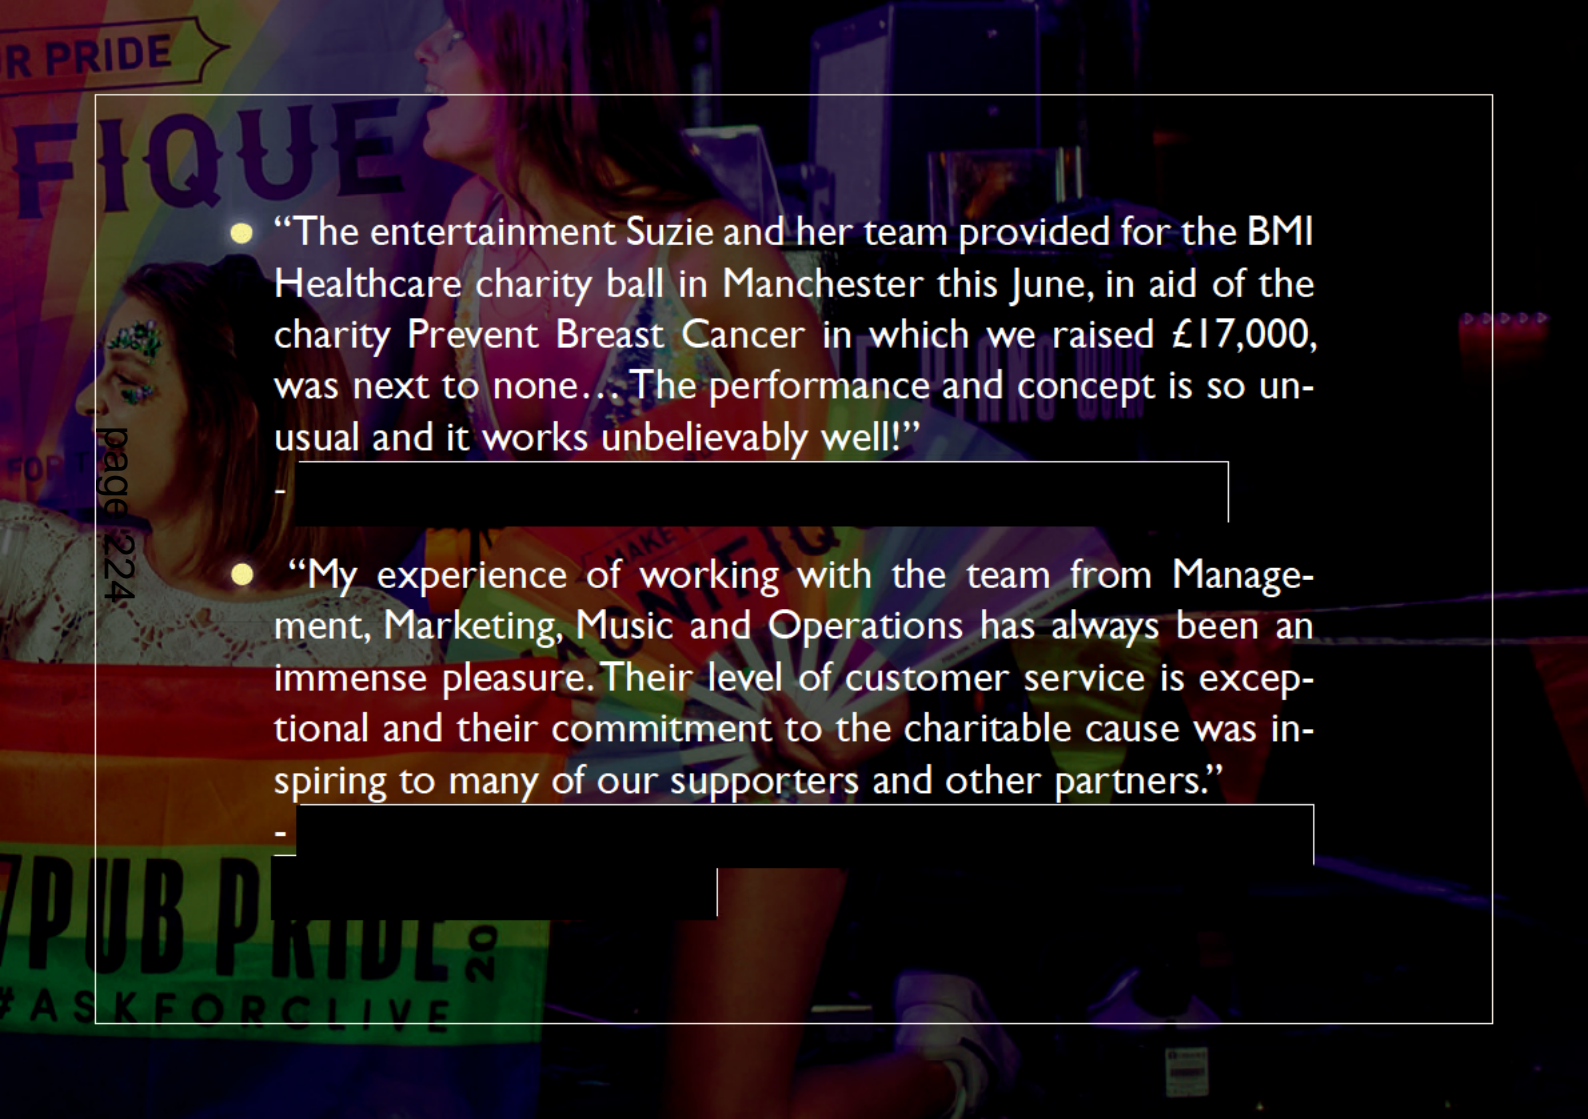 R PRIDE
FIQUE
• “The entertainment Suzie and her team provided for the BMI
Healthcare charity ball in Manchester this June, in aid of the
charity Prevent Breast Cancer in which we raised £17,000,
was next to none… The performance and concept is so un-
usual and it works unbelievably well!”
-
FOR
page 224
MAKE
• “My experience of working with the team from Manage-
ment, Marketing, Music and Operations has always been an
immense pleasure. Their level of customer service is excep-
tional and their commitment to the charitable cause was in-
spiring to many of our supporters and other partners.”
-
PUB PRIDE
20
#ASKFORCLIVE